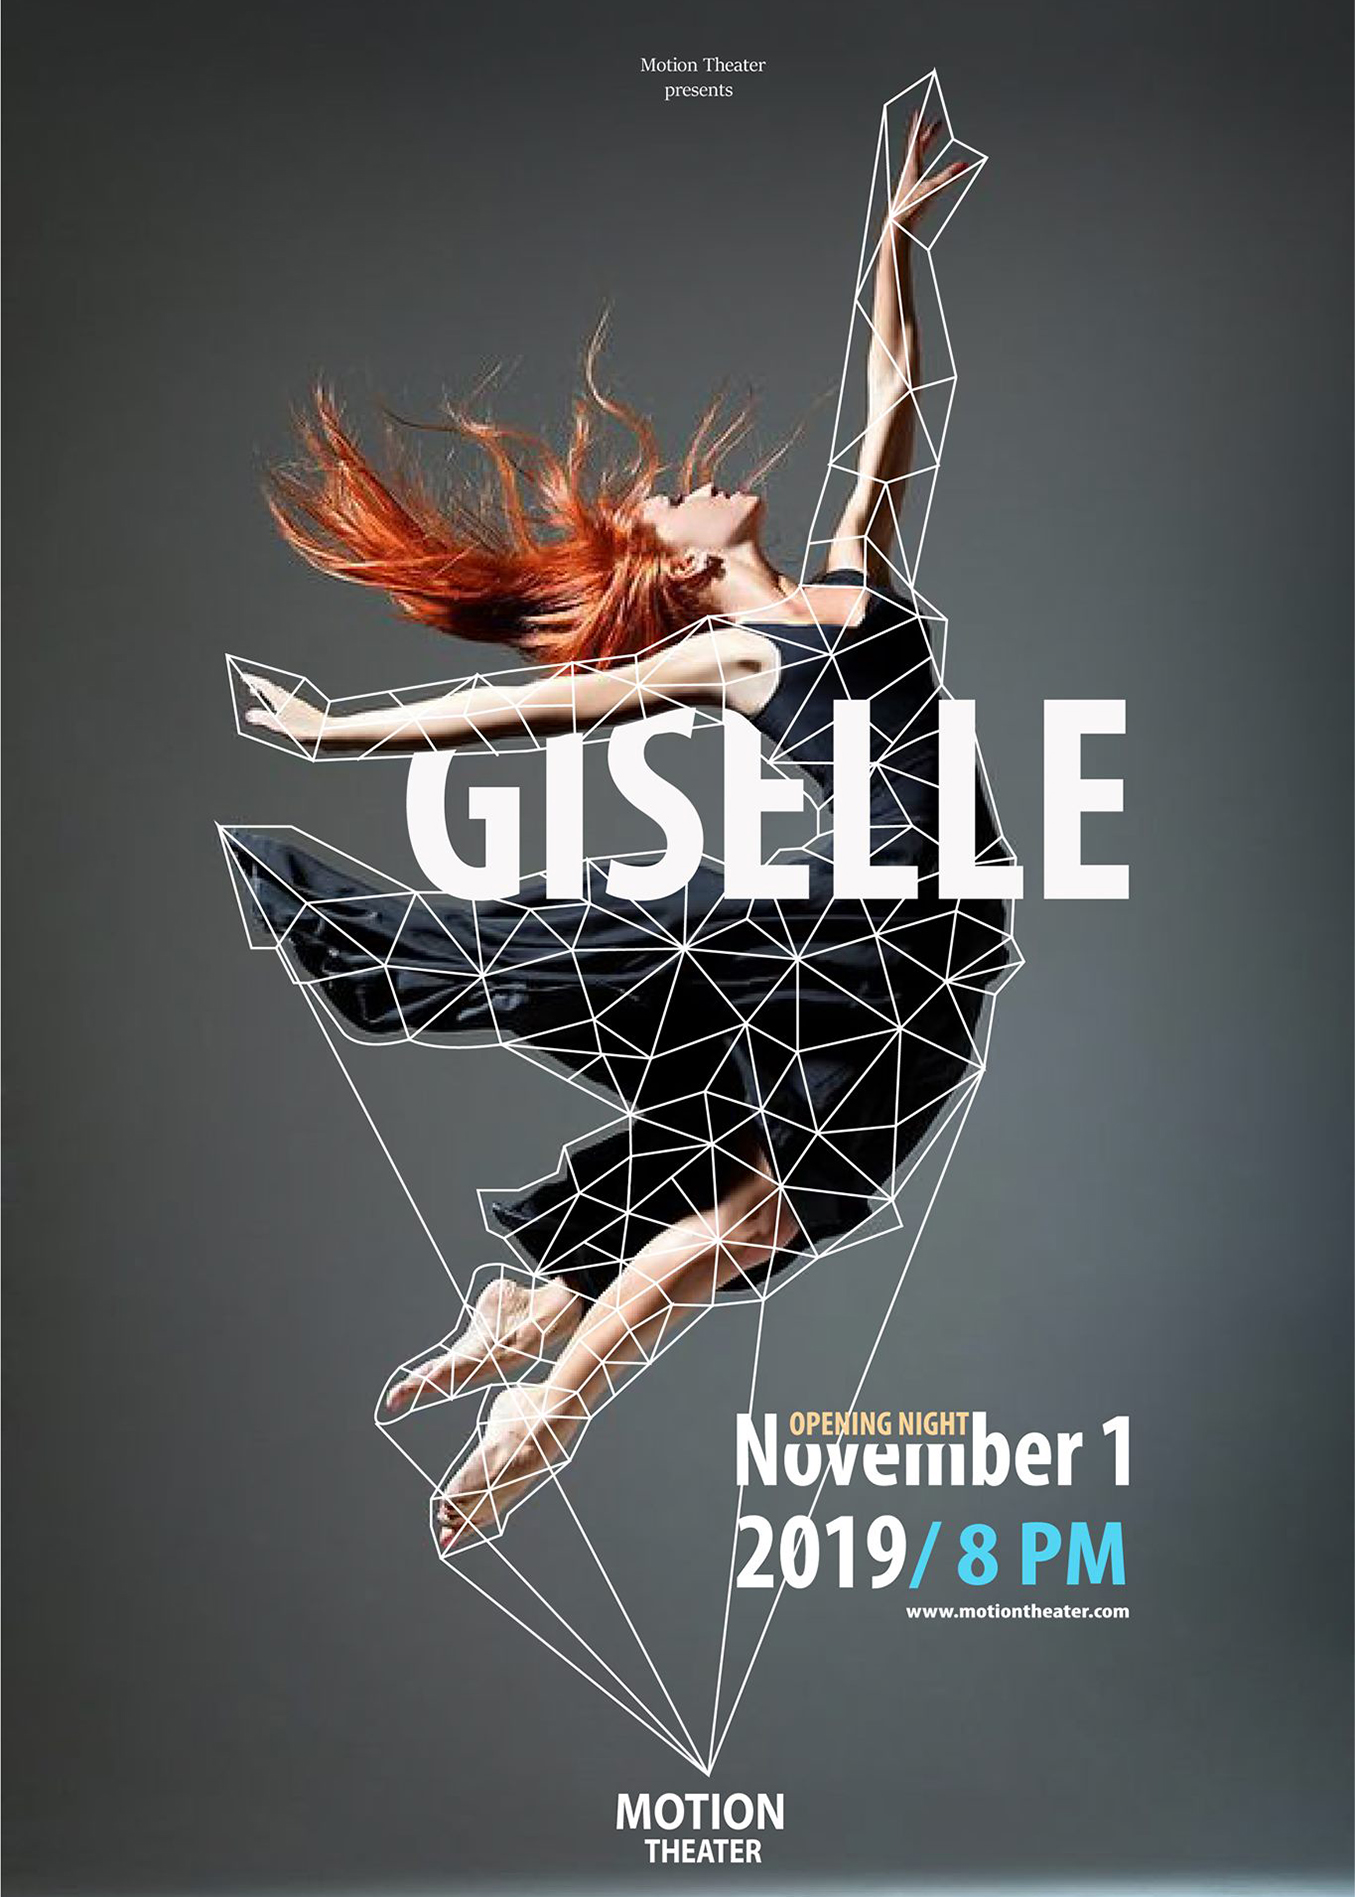 Motion Theater
presents
GISELLE
OPENING NIGHT
November 1
2019/ 8 PM
www.motiontheater.com
MOTION
THEATER